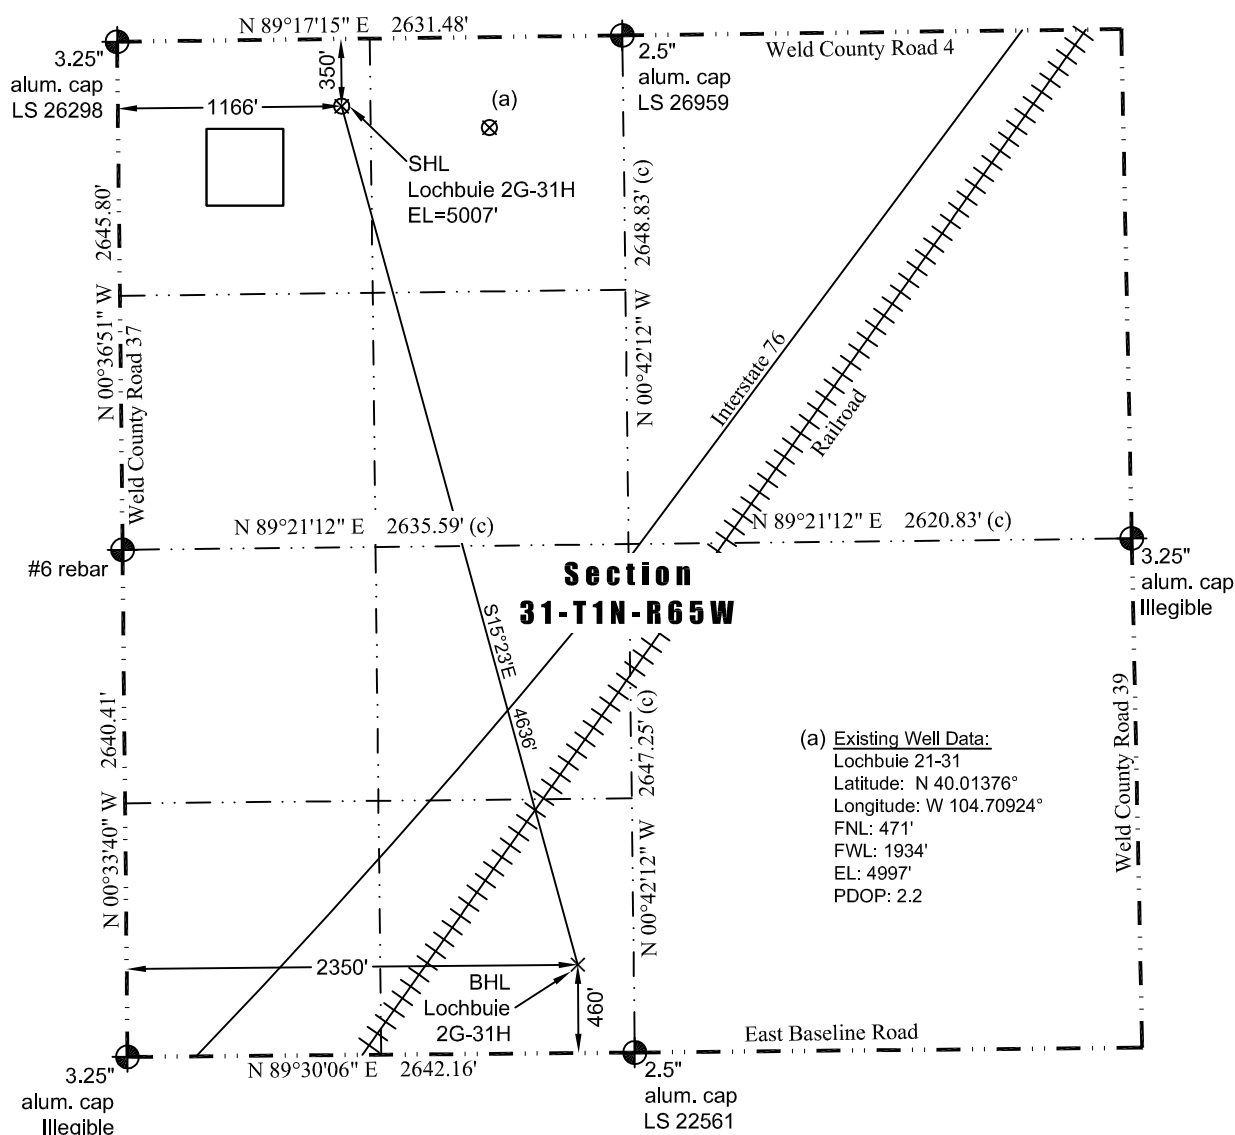 N 89°17'15" E 2631.48'
3.25"
alum. cap
LS 26298
350'
1166'
(a)
2.5"
alum. cap
LS 26959
Weld County Road 4
SHL
Lochbuie 2G-31H
EL=5007'
N 00°36'51" W 2645.80'
Weld County Road 37
N 00°42'12" W 2648.83' (c)
Interstate 76
Railroad
N 89°21'12" E 2635.59' (c)
N 89°21'12" E 2620.83' (c)
#6 rebar
Section
31-T1N-R65W
3.25"
alum. cap
Illegible
S15°23'E 4636'
N 00°33'40" W 2640.41'
N 00°42'12" W 2647.25' (c)
Weld County Road 39
(a) Existing Well Data:
Lochbuie 21-31
Latitude: N 40.01376°
Longitude: W 104.70924°
FNL: 471'
FWL: 1934'
EL: 4997'
PDOP: 2.2
2350'
BHL
Lochbuie
2G-31H
460'
East Baseline Road
N 89°30'06" E 2642.16'
3.25"
alum. cap
Illegible
2.5"
alum. cap
LS 22561